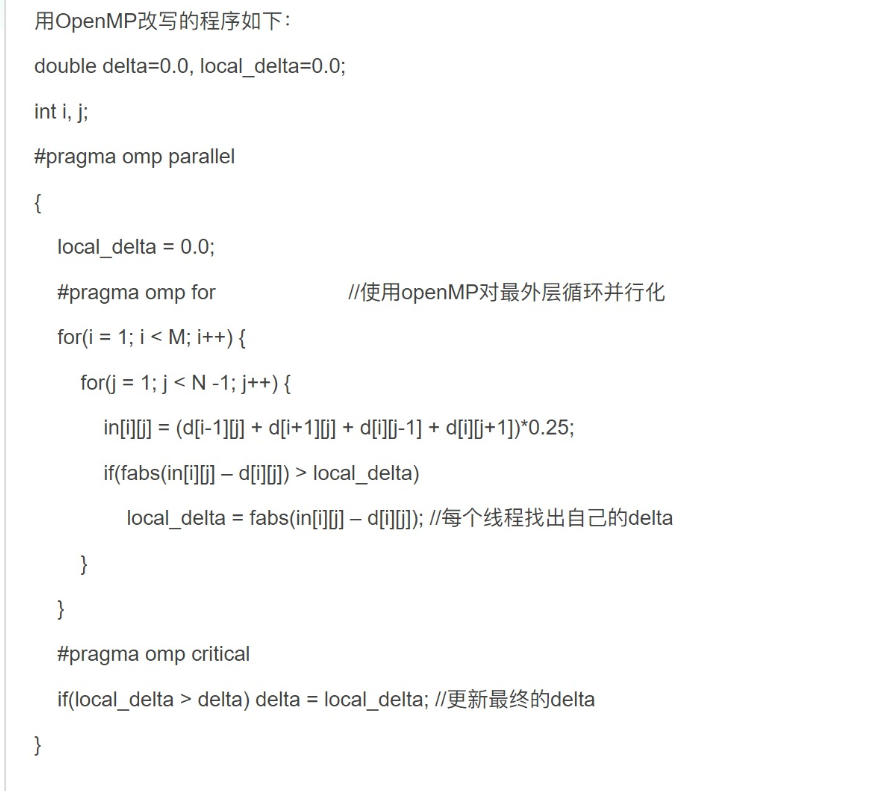 用OpenMP改写的程序如下：
double delta=0.0, local_delta=0.0;
int i, j;
#pragma omp parallel
{
local_delta = 0.0;
#pragma omp for //使用openMP对最外层循环并行化
for(i = 1; i < M; i++) {
for(j = 1; j < N -1; j++) {
in[i][j] = (d[i-1][j] + d[i+1][j] + d[i][j-1] + d[i][j+1])*0.25;
if(fabs(in[i][j] – d[i][j]) > local_delta)
local_delta = fabs(in[i][j] – d[i][j]); //每个线程找出自己的delta
}
}
#pragma omp critical
if(local_delta > delta) delta = local_delta; //更新最终的delta
}